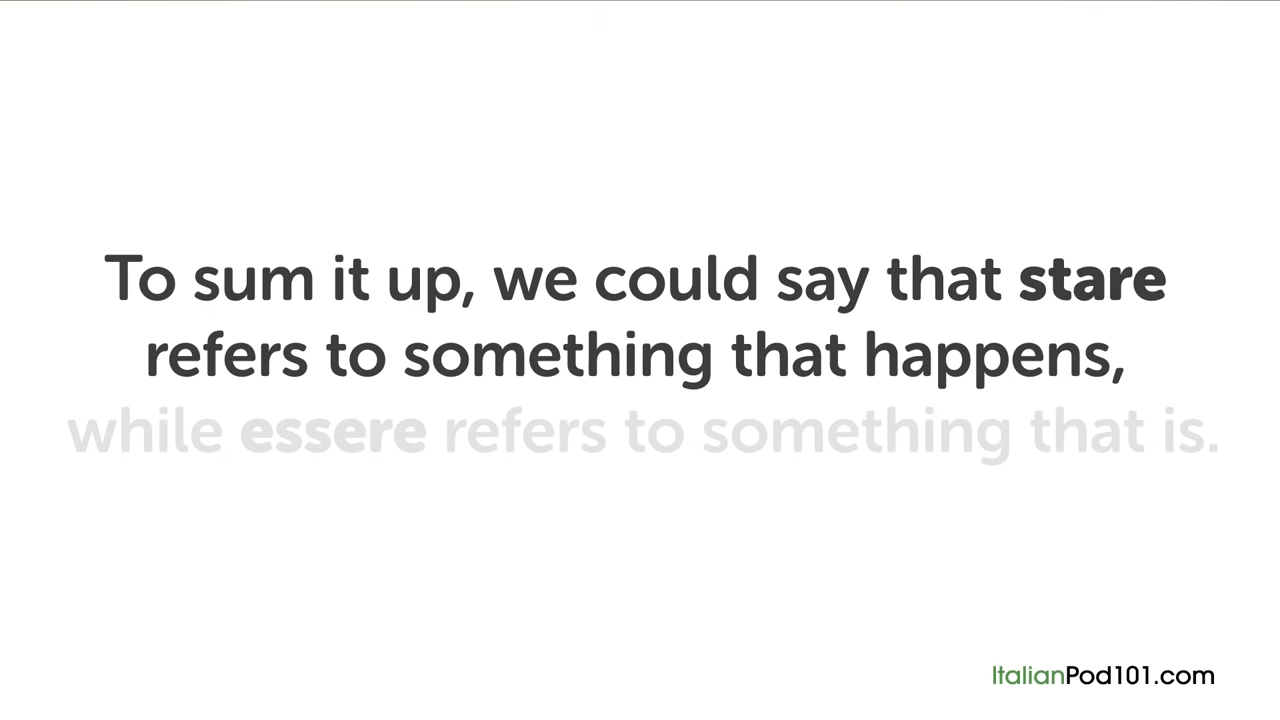 To sum it up, we could say that stare
refers to something that happens,
while essere refers to something that is.
ItalianPod101.com